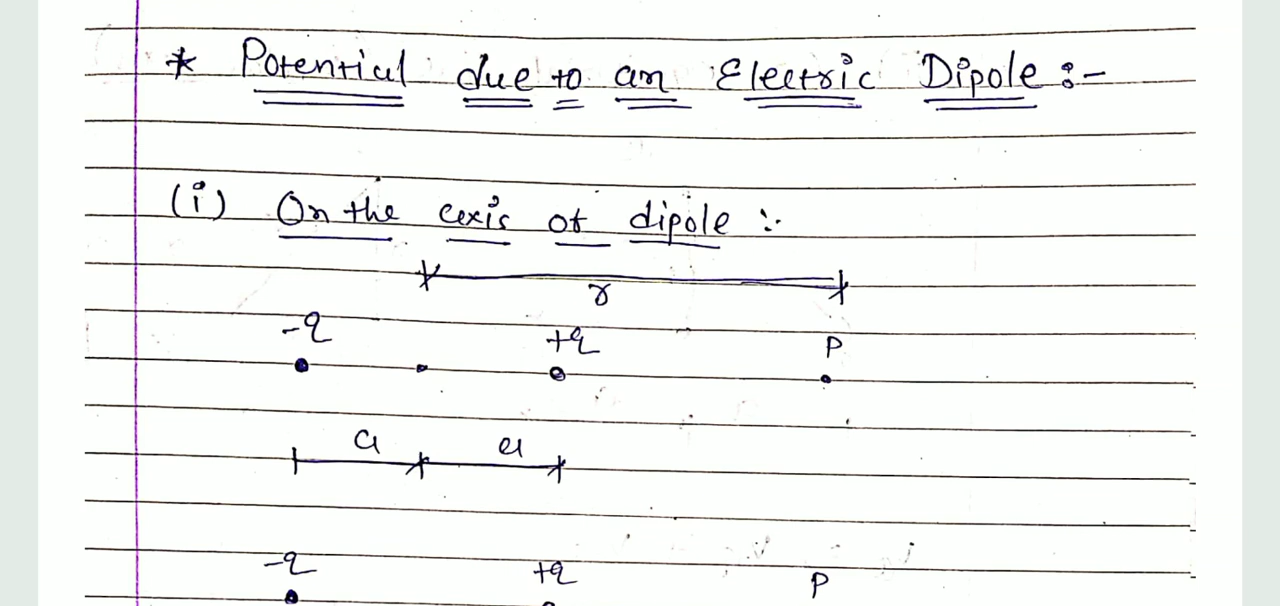 * Potential due to an Electric Dipole :-
(i) On the axis of dipole :-
r
-q +q P
a a
-q +q P